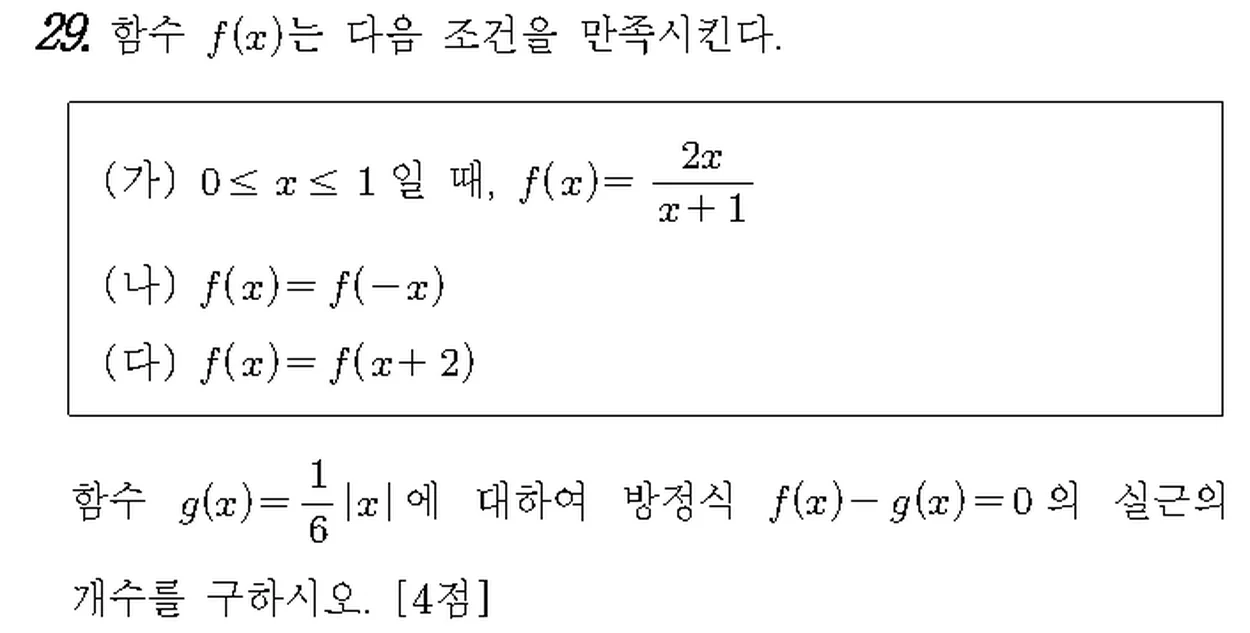 29. 함수 f(x)는 다음 조건을 만족시킨다.
(가) 0 ≤ x ≤ 1 일 때, f(x) = \frac{2x}{x+1}
(나) f(x) = f(-x)
(다) f(x) = f(x+2)
함수 g(x) = \frac{1}{6}|x| 에 대하여 방정식 f(x) - g(x) = 0 의 실근의
개수를 구하시오. [4점]